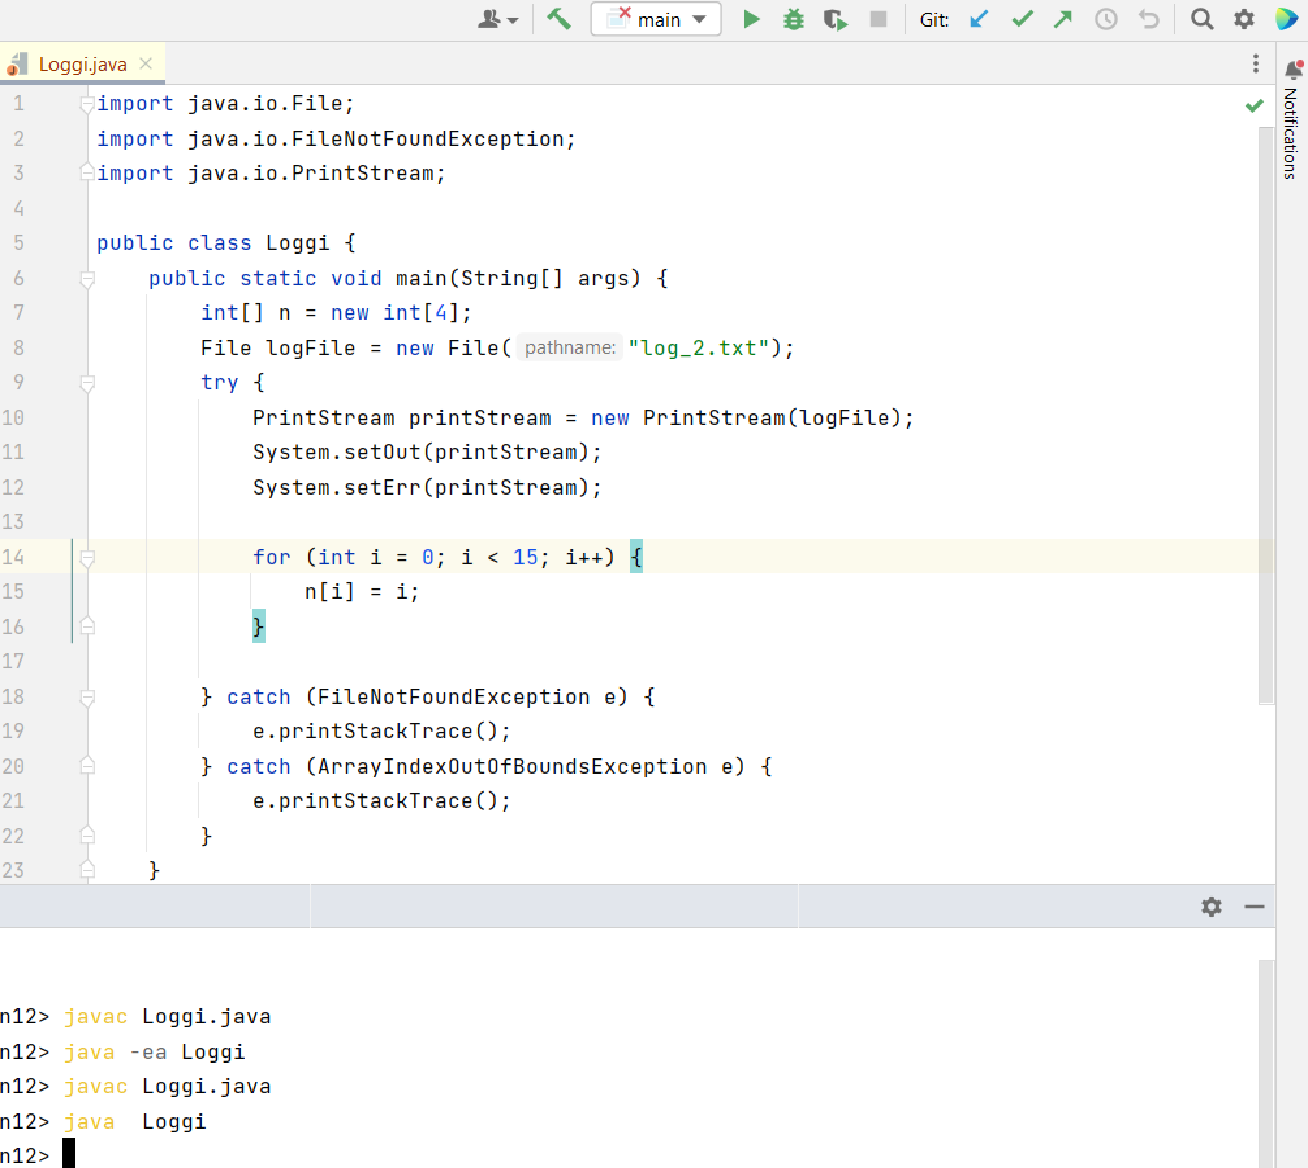 main Git:
Loggi.java
Notifications
1 import java.io.File;
2 import java.io.FileNotFoundException;
3 import java.io.PrintStream;
4
5 public class Loggi {
6 public static void main(String[] args) {
7 int[] n = new int[4];
8 File logFile = new File( pathname: "log_2.txt");
9 try {
10 PrintStream printStream = new PrintStream(logFile);
11 System.setOut(printStream);
12 System.setErr(printStream);
13
14 for (int i = 0; i < 15; i++) {
15 n[i] = i;
16 }
17
18 } catch (FileNotFoundException e) {
19 e.printStackTrace();
20 } catch (ArrayIndexOutOfBoundsException e) {
21 e.printStackTrace();
22 }
23 }
n12> javac Loggi.java
n12> java -ea Loggi
n12> javac Loggi.java
n12> java  Loggi
n12>